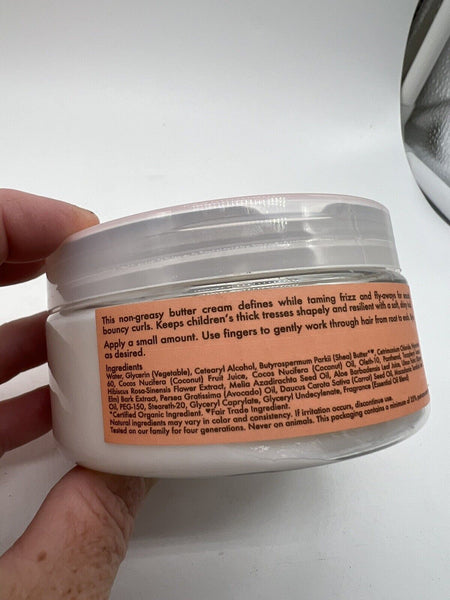 This non-greasy butter cream defines while taming frizz and fly-aways for
bouncy curls. Keeps children's thick tresses shapely and resilient with a soft,
Apply a small amount. Use fingers to gently work through hair from root to end.
as desired.
Ingredients
Water, Glycerin (Vegetable), Cetearyl Alcohol, Butyrospermum Parkii (Shea) Butter*♥, Cetrimonium Chloride
60, Cocos Nucifera (Coconut) Fruit Juice, Cocos Nucifera (Coconut) Oil, Oleth-10, Panthenol,
Hibiscus Rosa-Sinensis Flower Extract, Melia Azadirachta Seed Oil, Aloe Barbadensis Leaf Juice,
Elm) Bark Extract, Persea Gratissima (Avocado) Oil, Daucus Carota Sativa (Carrot) Seed Oil,
Oil, PEG-150, Steareth-20, Glyceryl Caprylate, Glyceryl Undecylenate, Fragrance (Essential Oil Blend)
*Certified Organic Ingredient. ♥Fair Trade Ingredient.
Natural ingredients may vary in color and consistency. If irritation occurs, discontinue use.
Tested on our family for four generations. Never on animals. This packaging contains a minimum of